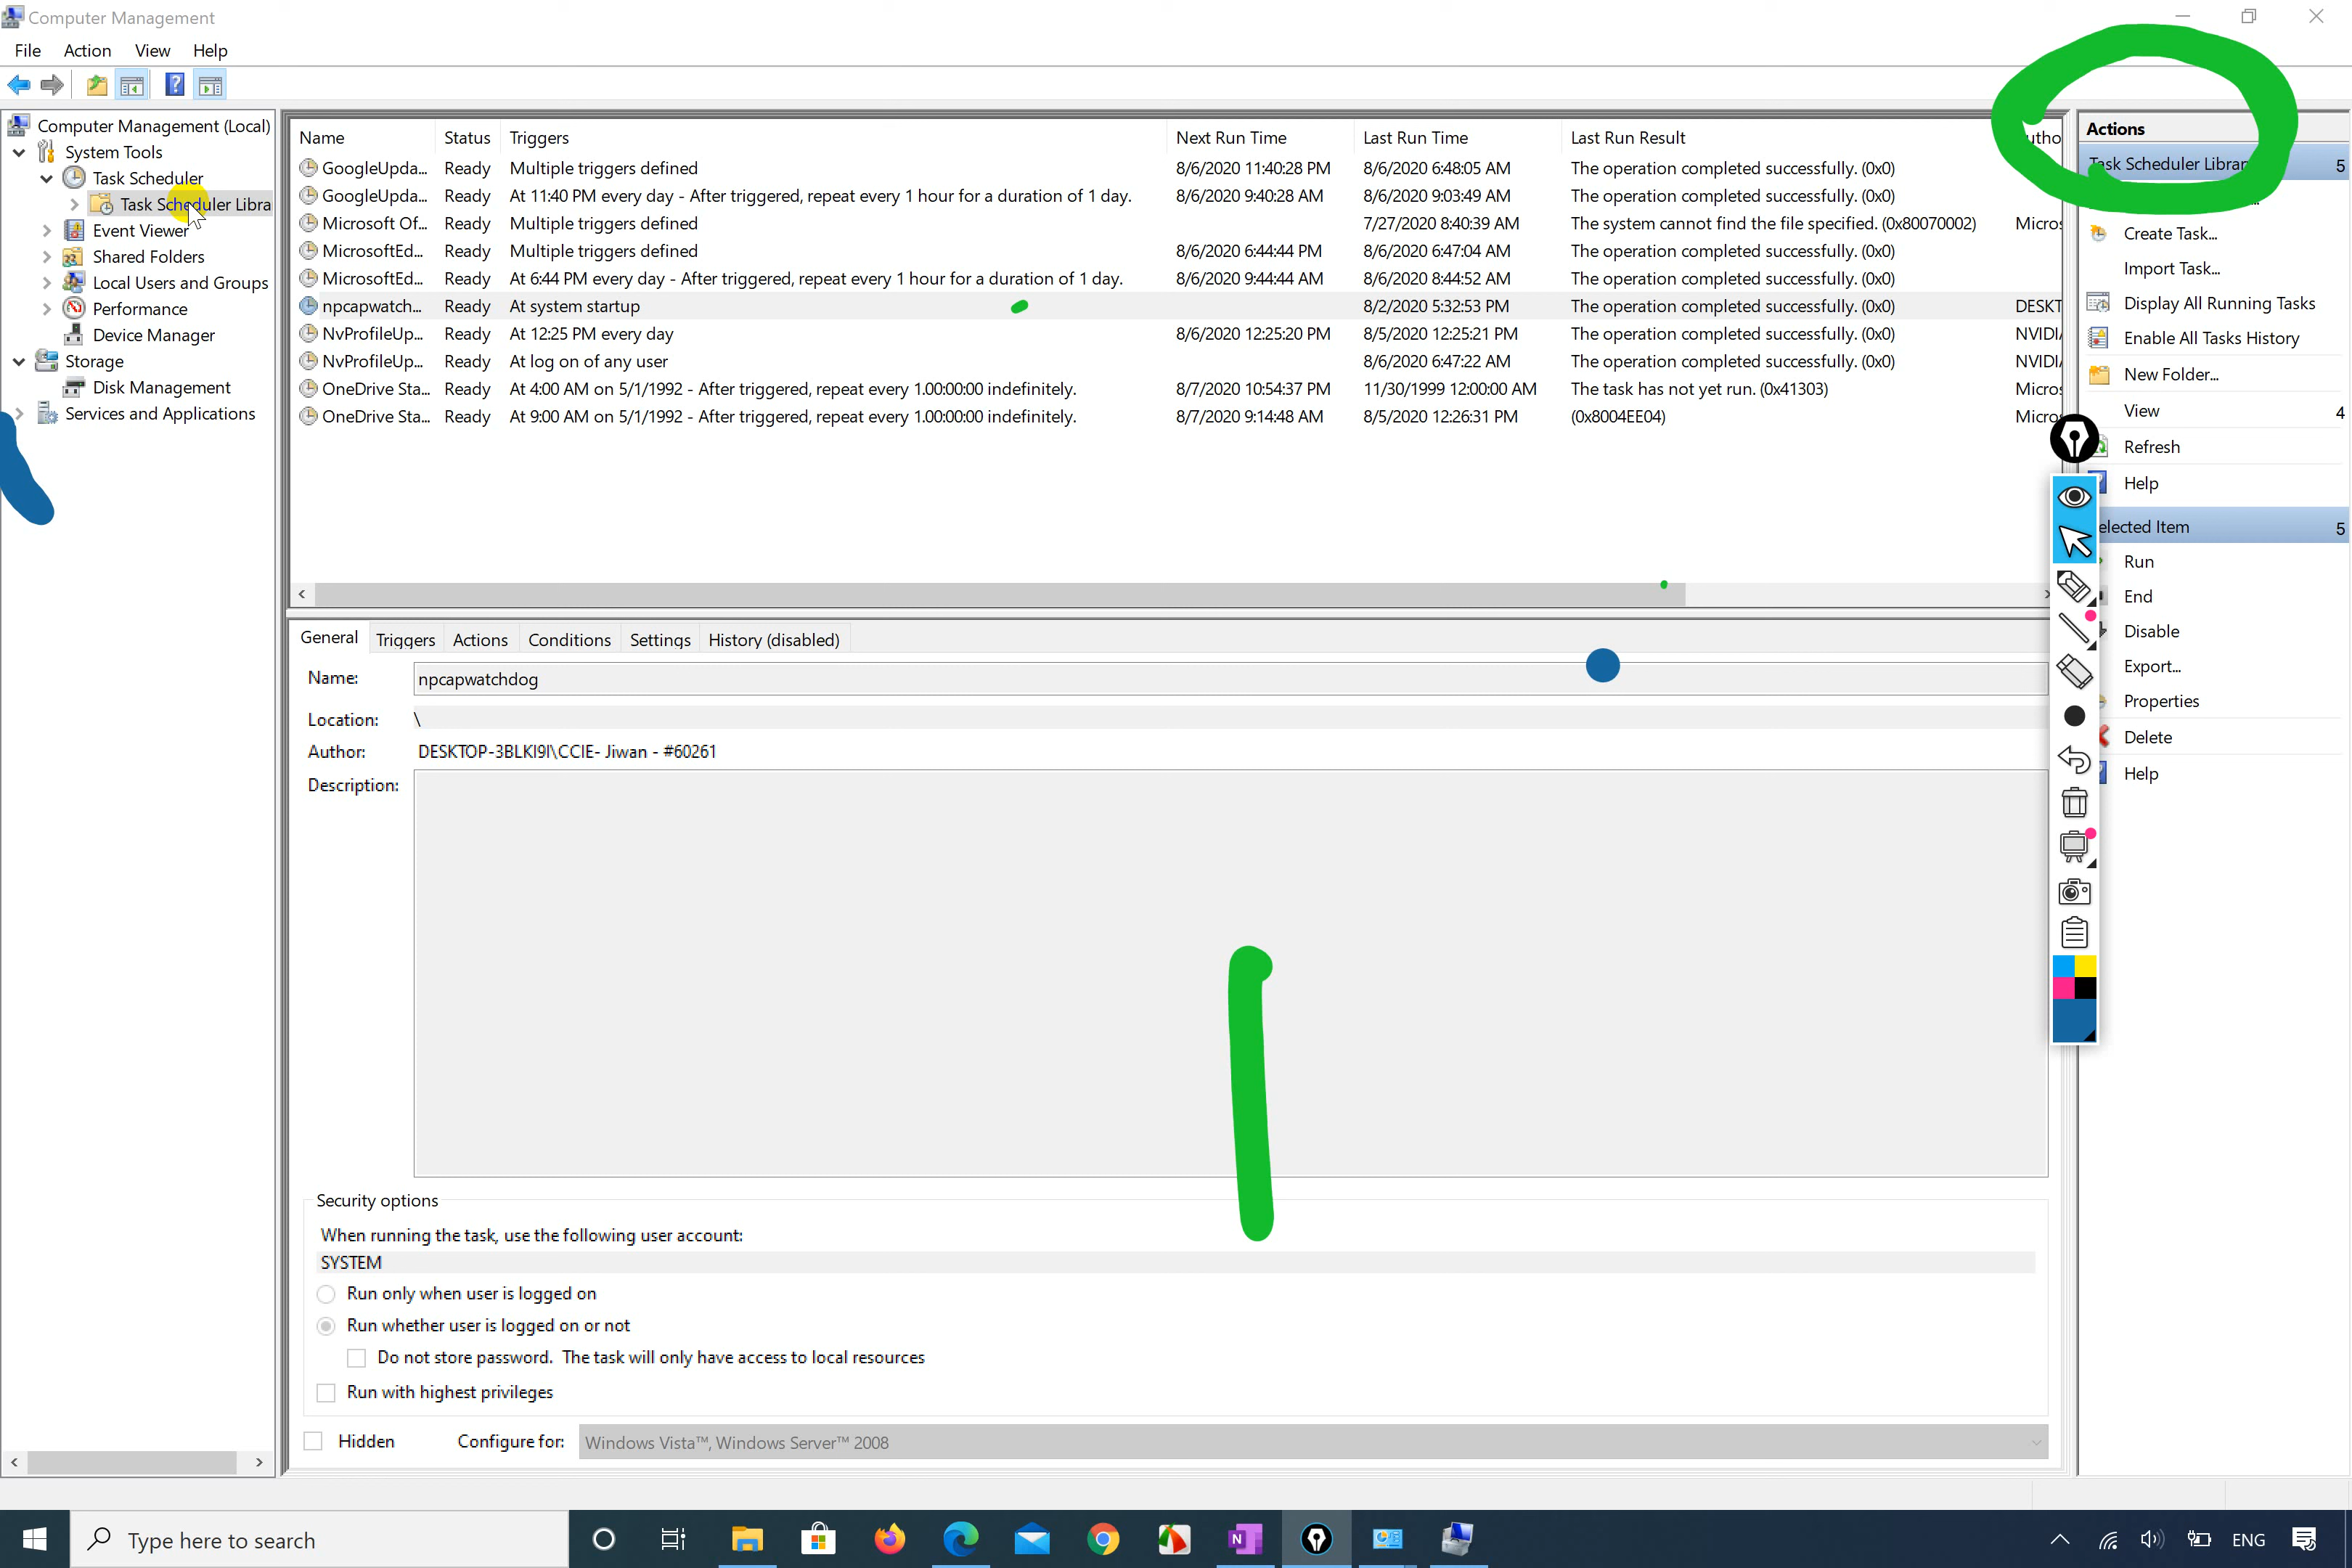 Computer Management
File Action View Help
Computer Management (Local)
System Tools
Task Scheduler
Task Scheduler Libra
Event Viewer
Shared Folders
Local Users and Groups
Performance
Device Manager
Storage
Disk Management
Services and Applications
Name Status Triggers Next Run Time Last Run Time Last Run Result utho
GoogleUpda... Ready Multiple triggers defined 8/6/2020 11:40:28 PM 8/6/2020 6:48:05 AM The operation completed successfully. (0x0)
GoogleUpda... Ready At 11:40 PM every day - After triggered, repeat every 1 hour for a duration of 1 day. 8/6/2020 9:40:28 AM 8/6/2020 9:03:49 AM The operation completed successfully. (0x0)
Microsoft Of... Ready Multiple triggers defined 7/27/2020 8:40:39 AM The system cannot find the file specified. (0x80070002) Micros
MicrosoftEd... Ready Multiple triggers defined 8/6/2020 6:44:44 PM 8/6/2020 6:47:04 AM The operation completed successfully. (0x0)
MicrosoftEd... Ready At 6:44 PM every day - After triggered, repeat every 1 hour for a duration of 1 day. 8/6/2020 9:44:44 AM 8/6/2020 8:44:52 AM The operation completed successfully. (0x0)
npcapwatch... Ready At system startup 8/2/2020 5:32:53 PM The operation completed successfully. (0x0) DESKT
NvProfileUp... Ready At 12:25 PM every day 8/6/2020 12:25:20 PM 8/5/2020 12:25:21 PM The operation completed successfully. (0x0) NVIDI
NvProfileUp... Ready At log on of any user 8/6/2020 6:47:22 AM The operation completed successfully. (0x0) NVIDI
OneDrive Sta... Ready At 4:00 AM on 5/1/1992 - After triggered, repeat every 1.00:00:00 indefinitely. 8/7/2020 10:54:37 PM 11/30/1999 12:00:00 AM The task has not yet run. (0x41303) Micros
OneDrive Sta... Ready At 9:00 AM on 5/1/1992 - After triggered, repeat every 1.00:00:00 indefinitely. 8/7/2020 9:14:48 AM 8/5/2020 12:26:31 PM (0x8004EE04) Micros
General Triggers Actions Conditions Settings History (disabled)
Name: npcapwatchdog
Location: \
Author: DESKTOP-3BLKI9I\CCIE- Jiwan - #60261
Description:
Security options
When running the task, use the following user account:
SYSTEM
Run only when user is logged on
Run whether user is logged on or not
Do not store password. The task will only have access to local resources
Run with highest privileges
Hidden Configure for: Windows Vista™, Windows Server™ 2008
Actions
Task Scheduler Librar 5
Create Task...
Import Task...
Display All Running Tasks
Enable All Tasks History
New Folder...
View 4
Refresh
Help
elected Item 5
Run
End
Disable
Export...
Properties
Delete
Help
Type here to search
ENG